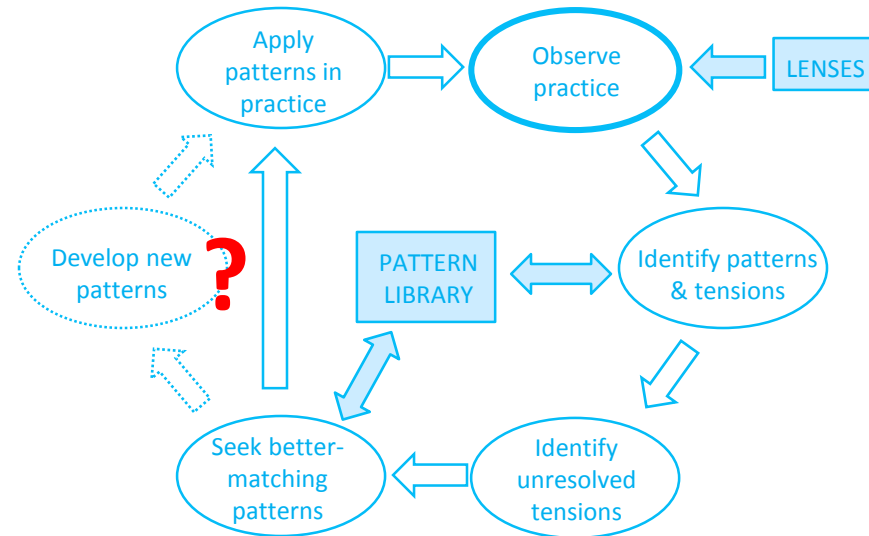 Apply
patterns in
practice
Observe
practice
LENSES
Develop new
patterns
?
PATTERN
LIBRARY
Identify patterns
& tensions
Seek better-
matching
patterns
Identify
unresolved
tensions